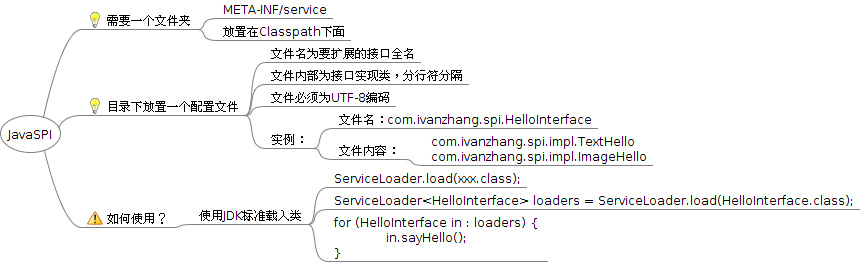 JavaSPI
需要一个文件夹
META-INF/service
放置在Classpath下面
目录下放置一个配置文件
文件名为要扩展的接口全名
文件内部为接口实现类，分行符分隔
文件必须为UTF-8编码
实例：
文件名：com.ivanzhang.spi.HelloInterface
文件内容：
com.ivanzhang.spi.impl.TextHello
com.ivanzhang.spi.impl.ImageHello
如何使用？
使用JDK标准载入类
ServiceLoader.load(xxx.class);
ServiceLoader<HelloInterface> loaders = ServiceLoader.load(HelloInterface.class);
for (HelloInterface in : loaders) {
in.sayHello();
}